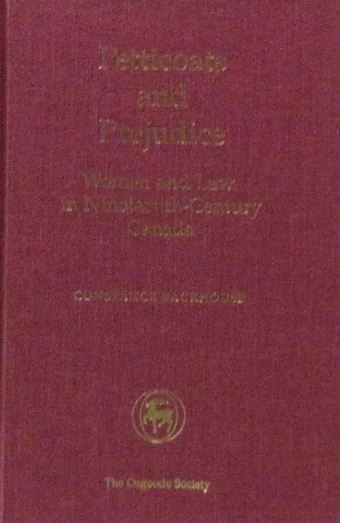 Petticoats
and
Prejudice
Women and Law
in Nineteenth-Century
Canada
CONSTANCE BACKHOUSE
The Osgoode Society